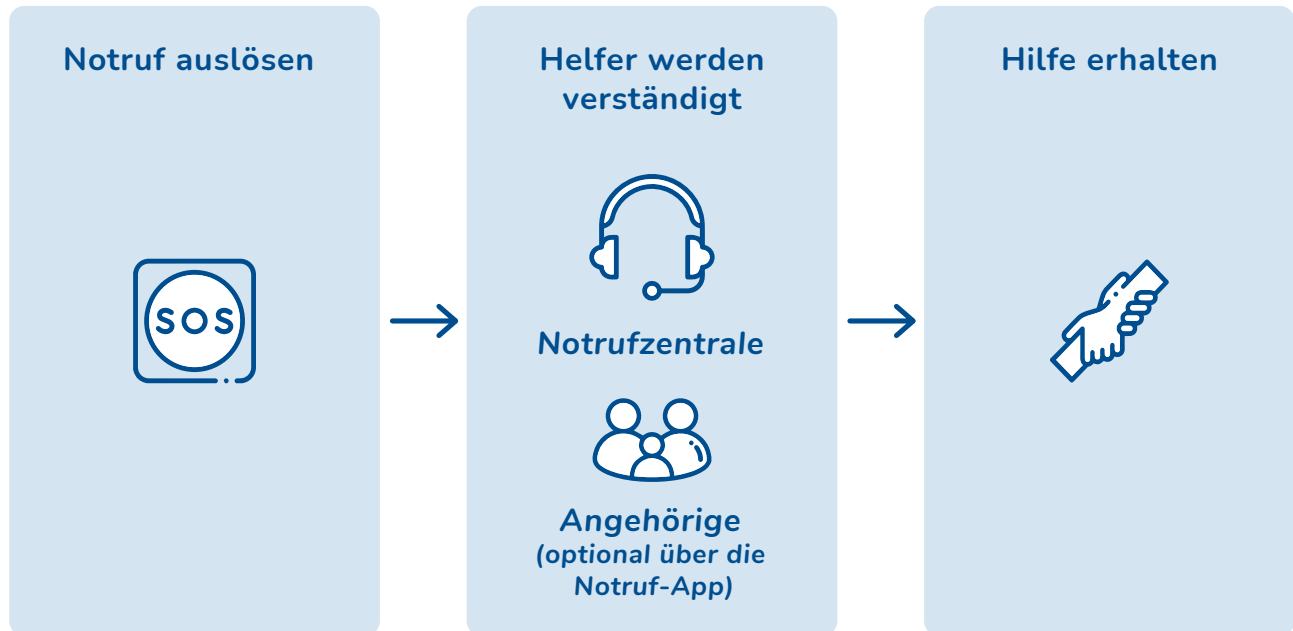 Notruf auslösen
SOS
Helfer werden
verständigt
Notrufzentrale
Angehörige
(optional über die
Notruf-App)
Hilfe erhalten